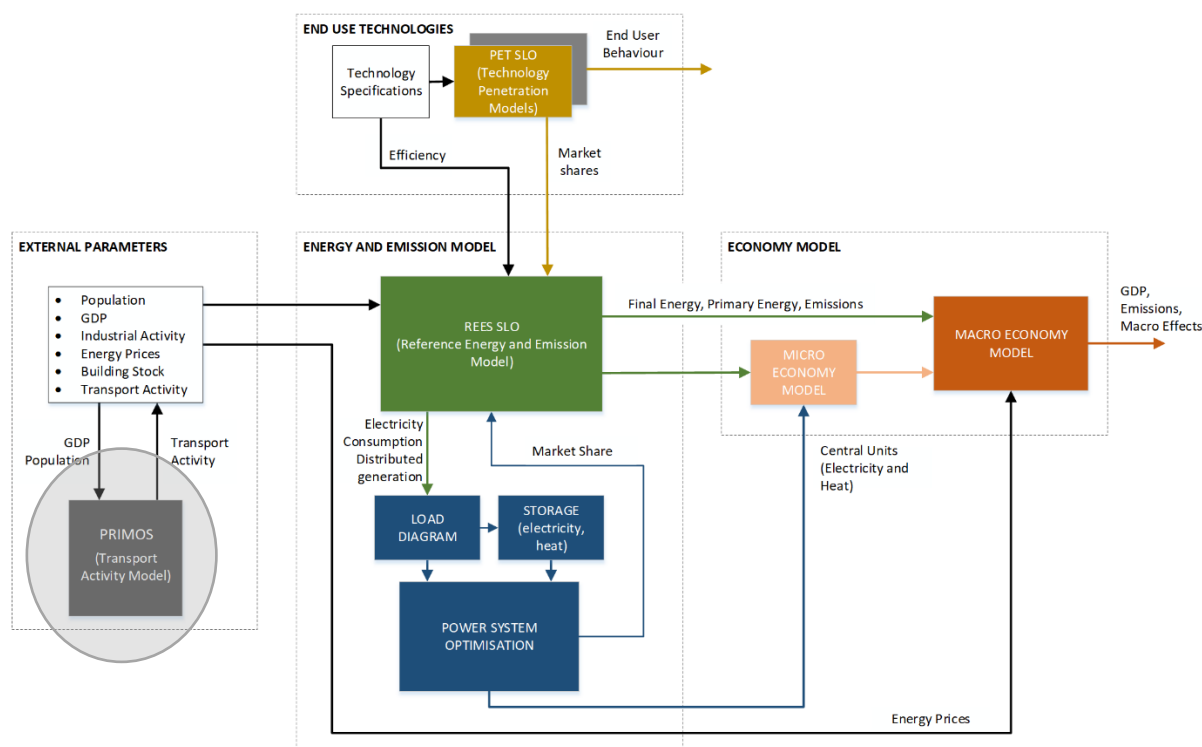 END USE TECHNOLOGIES
Technology
Specifications
PET SLO
(Technology
Penetration
Models)
End User
Behaviour
Efficiency
Market
shares
EXTERNAL PARAMETERS
• Population
• GDP
• Industrial Activity
• Energy Prices
• Building Stock
• Transport Activity
GDP
Population
Transport
Activity
PRIMOS
(Transport
Activity Model)
ENERGY AND EMISSION MODEL
REES SLO
(Reference Energy and Emission
Model)
Electricity
Consumption
Distributed
generation
Market Share
LOAD
DIAGRAM
STORAGE
(electricity,
heat)
POWER SYSTEM
OPTIMISATION
ECONOMY MODEL
Final Energy, Primary Energy, Emissions
MICRO
ECONOMY
MODEL
MACRO ECONOMY
MODEL
GDP,
Emissions,
Macro Effects
Central Units
(Electricity and
Heat)
Energy Prices